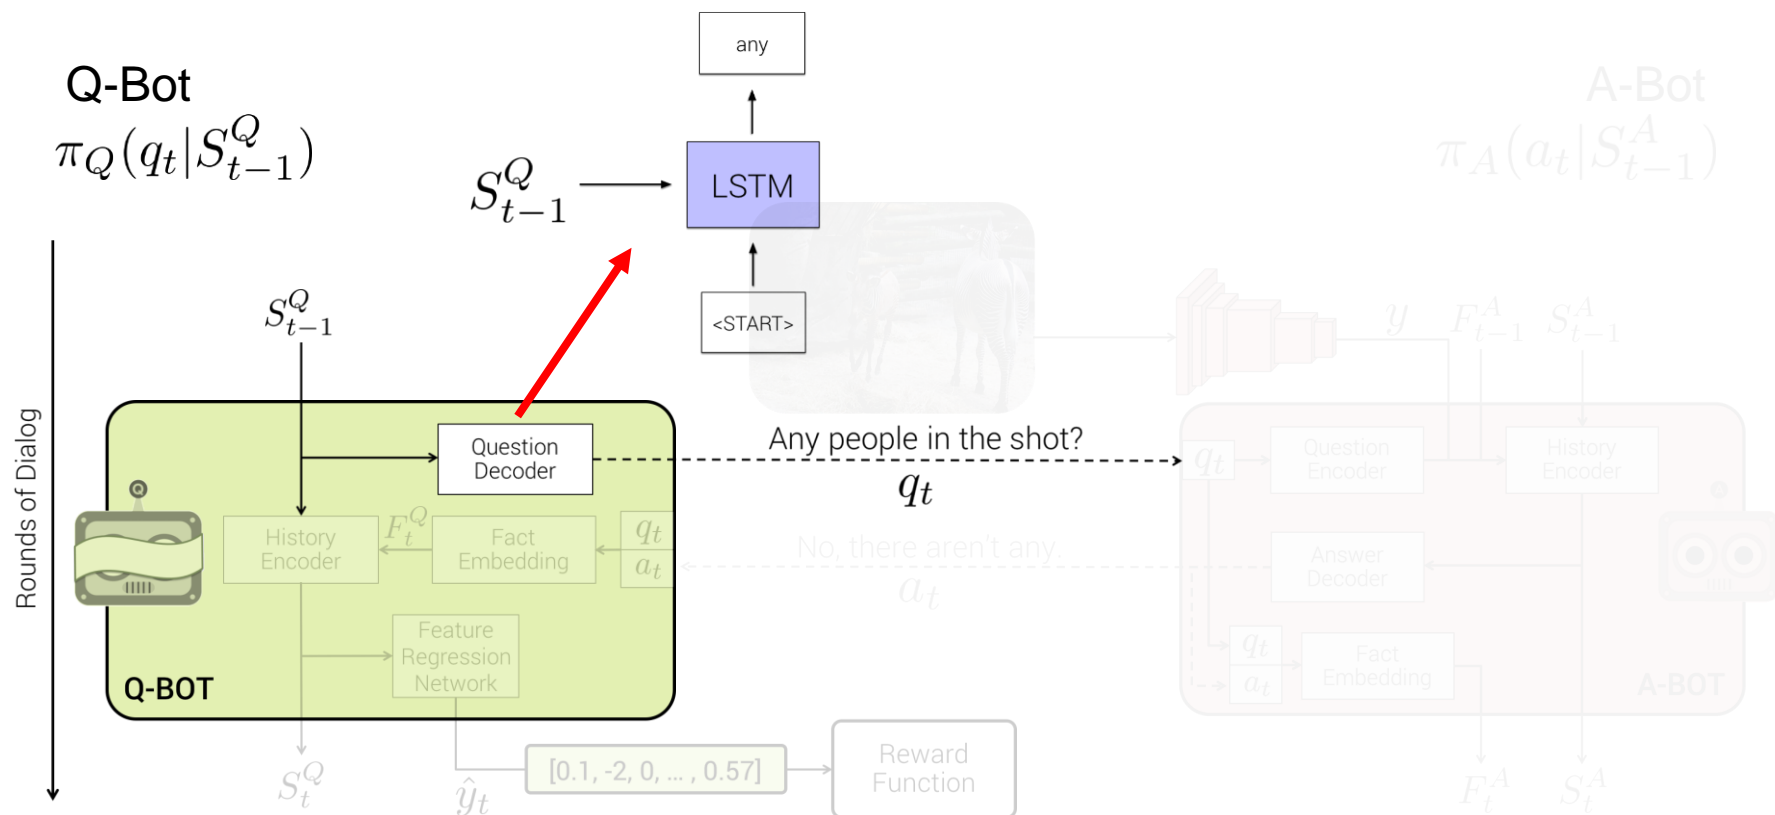 any
Q-Bot
A-Bot
π_Q(q_t|S^Q_{t−1})
π_A(a_t|S^A_{t−1})
S^Q_{t−1}
LSTM
<START>
S^Q_{t−1}
y
F^A_{t−1}
S^A_{t−1}
Rounds of Dialog
Question
Decoder
Any people in the shot?
q_t
q_t
Question
Encoder
History
Encoder
Q
History
Encoder
F^Q_t
Fact
Embedding
q_t
a_t
No, there aren't any.
a_t
Answer
Decoder
A
Feature
Regression
Network
q_t
a_t
Fact
Embedding
Q-BOT
A-BOT
S^Q_t
ŷ_t
[0.1, -2, 0, ... , 0.57]
Reward
Function
F^A_t
S^A_t